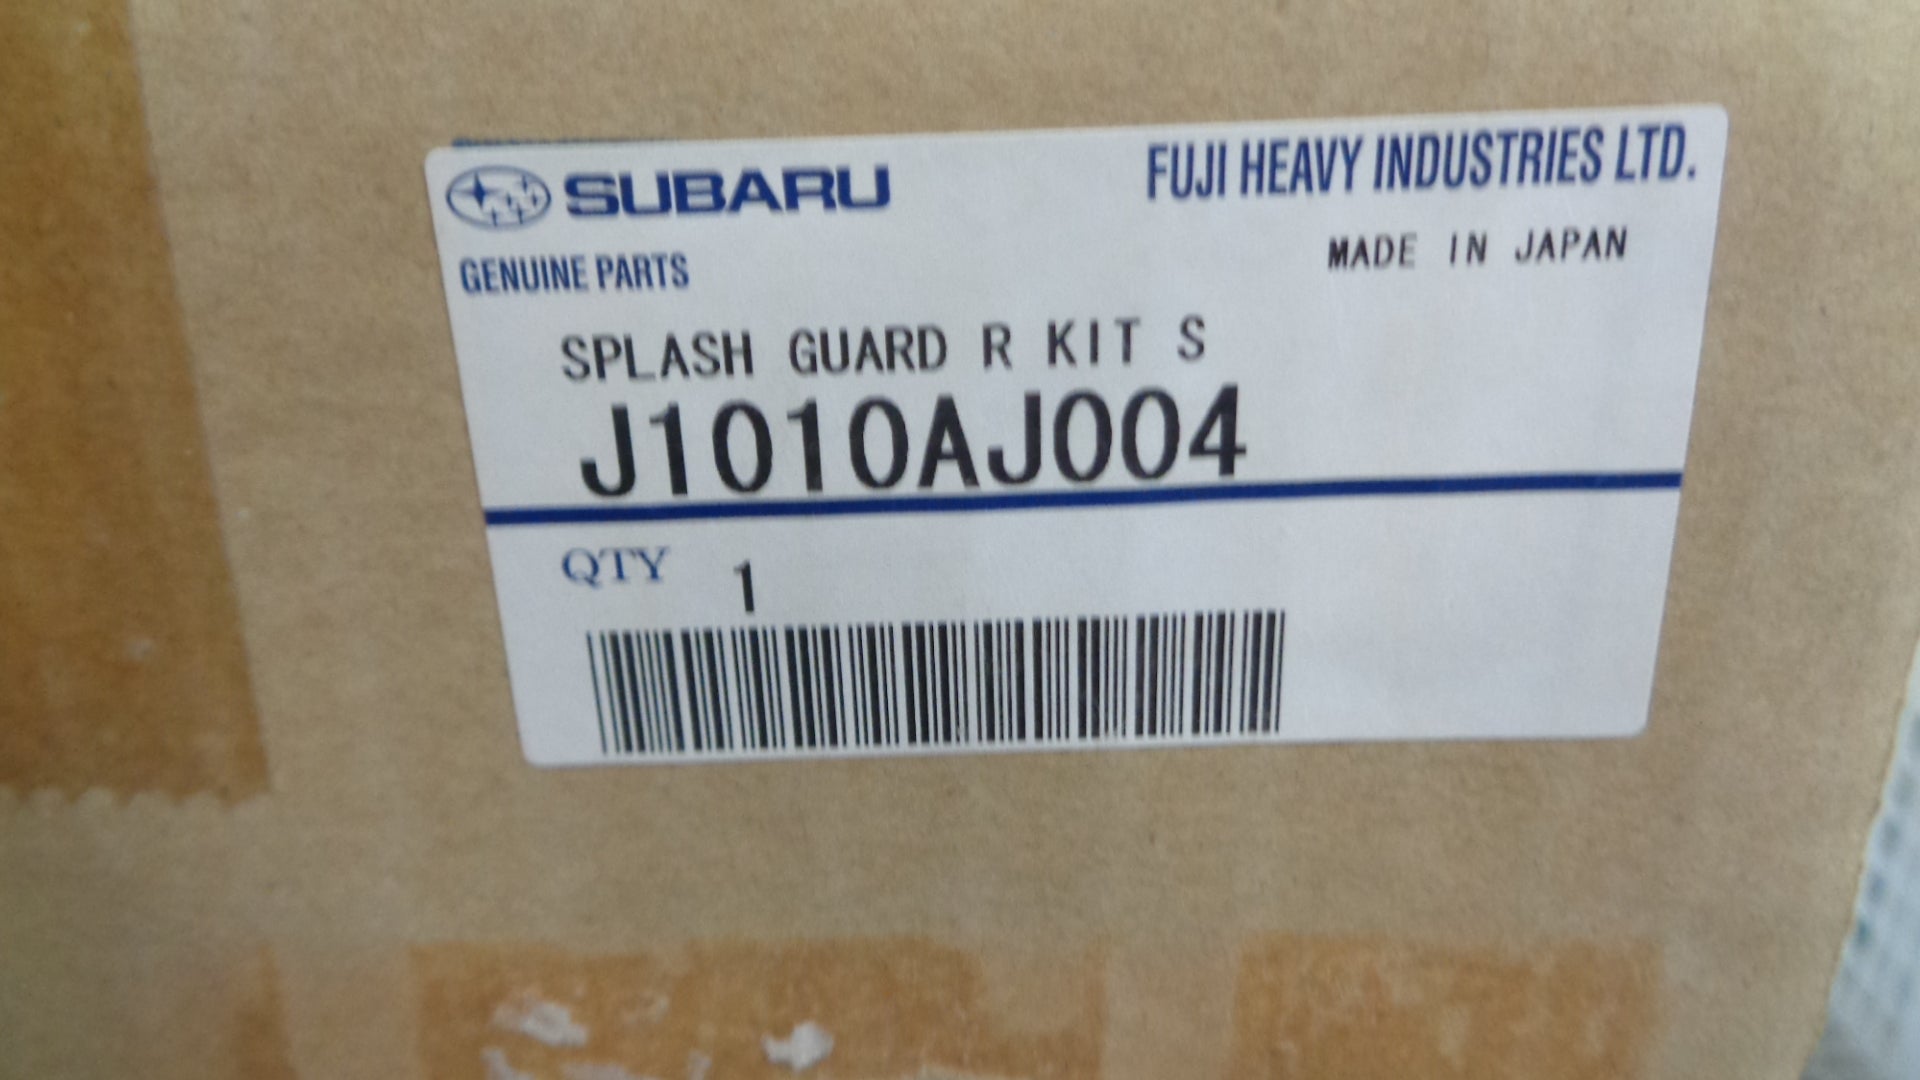 SUBARU
FUJI HEAVY INDUSTRIES LTD.
GENUINE PARTS
MADE IN JAPAN
SPLASH GUARD R KIT S
J1010AJ004
QTY 1